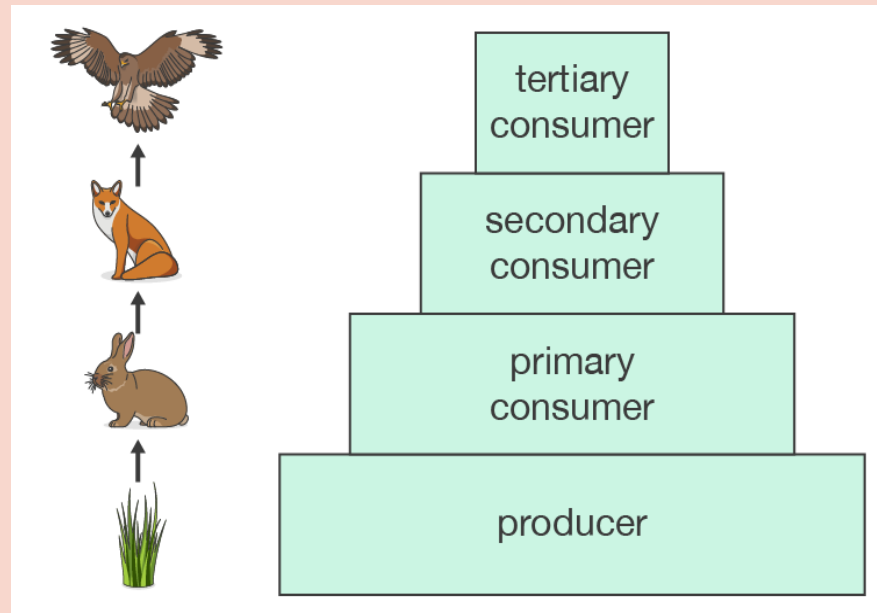 tertiary
consumer
secondary
consumer
primary
consumer
producer